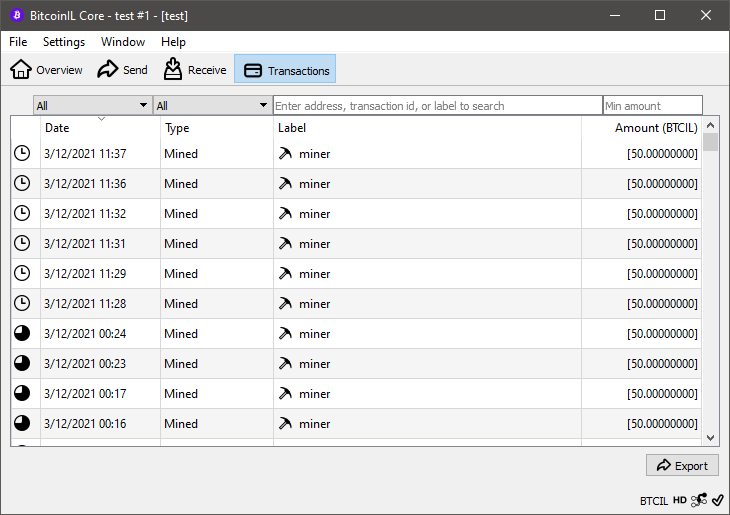 BitcoinIL Core - test #1 - [test]
File Settings Window Help
Overview Send Receive Transactions
All All Enter address, transaction id, or label to search Min amount
Date Type Label Amount (BTCIL)
3/12/2021 11:37 Mined miner [50.00000000]
3/12/2021 11:36 Mined miner [50.00000000]
3/12/2021 11:32 Mined miner [50.00000000]
3/12/2021 11:31 Mined miner [50.00000000]
3/12/2021 11:29 Mined miner [50.00000000]
3/12/2021 11:28 Mined miner [50.00000000]
3/12/2021 00:24 Mined miner [50.00000000]
3/12/2021 00:23 Mined miner [50.00000000]
3/12/2021 00:17 Mined miner [50.00000000]
3/12/2021 00:16 Mined miner [50.00000000]
Export
BTCIL HD